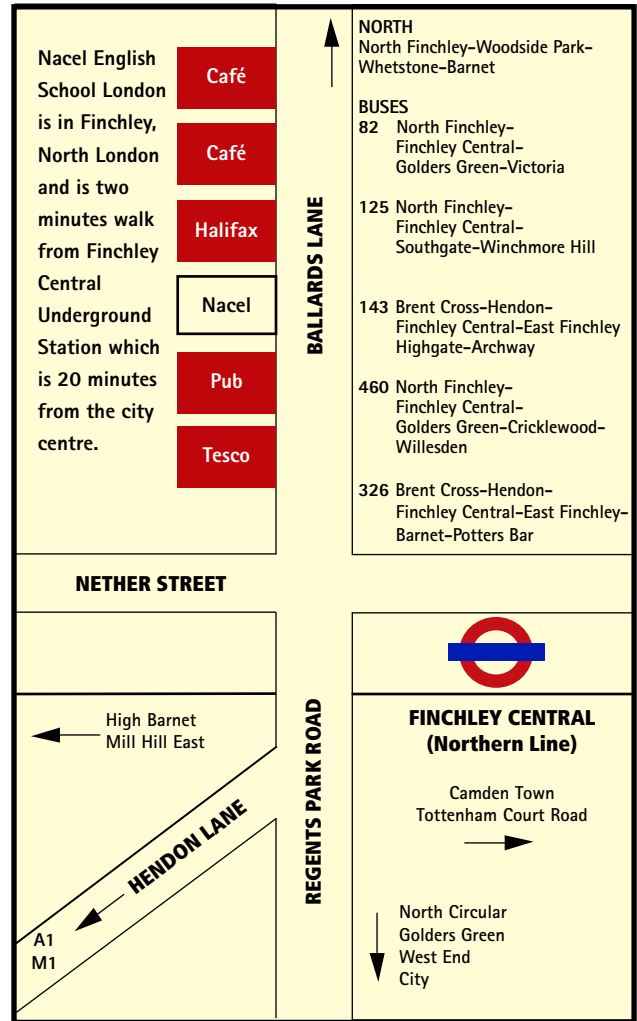 Nacel English
School London
is in Finchley,
North London
and is two
minutes walk
from Finchley
Central
Underground
Station which
is 20 minutes
from the city
centre.
Café
Café
Halifax
Nacel
Pub
Tesco
BALLARDS LANE
NORTH
North Finchley-Woodside Park-
Whetstone-Barnet
BUSES
82 North Finchley-
Finchley Central-
Golders Green-Victoria
125 North Finchley-
Finchley Central-
Southgate-Winchmore Hill
143 Brent Cross-Hendon-
Finchley Central-East Finchley
Highgate-Archway
460 North Finchley-
Finchley Central-
Golders Green-Cricklewood-
Willesden
326 Brent Cross-Hendon-
Finchley Central-East Finchley-
Barnet-Potters Bar
NETHER STREET
High Barnet
Mill Hill East
HENDON LANE
A1
M1
REGENTS PARK ROAD
FINCHLEY CENTRAL
(Northern Line)
Camden Town
Tottenham Court Road
North Circular
Golders Green
West End
City